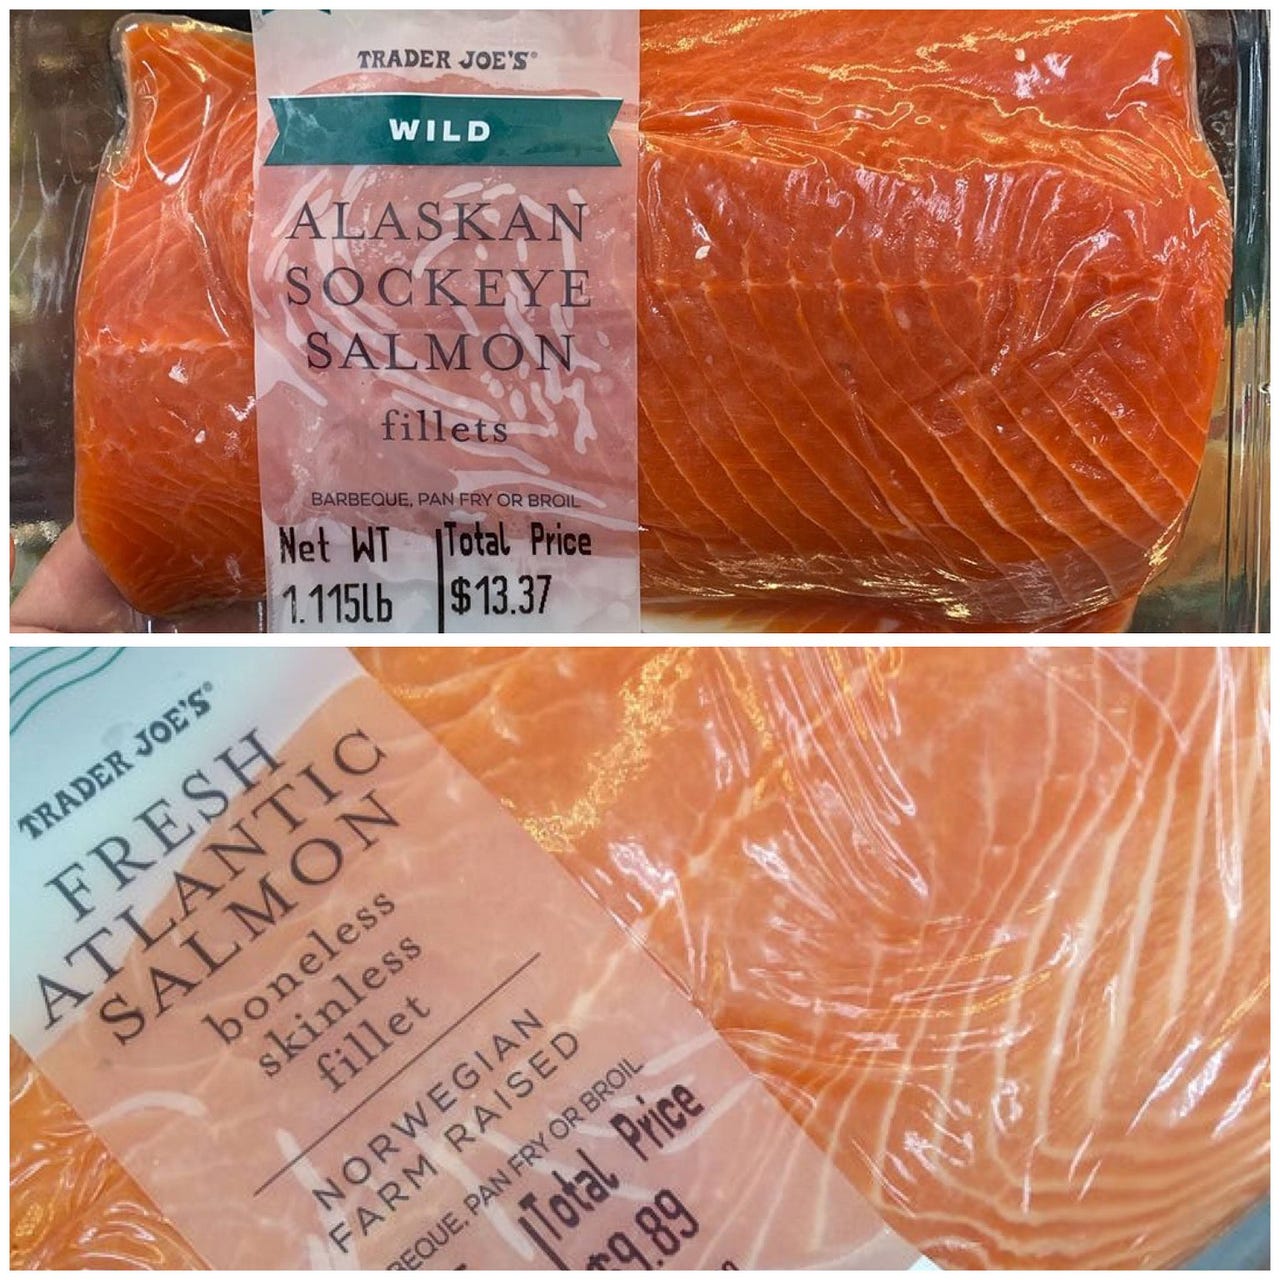 TRADER JOE'S®
WILD
ALASKAN
SOCKEYE
SALMON
fillets
BARBEQUE, PAN FRY OR BROIL
Net WT Total Price
1.115lb $13.37
TRADER JOE'S®
FRESH
ATLANTIC
SALMON
boneless
skinless
fillet
NORWEGIAN
FARM RAISED
BEQUE, PAN FRY OR BROIL
Total Price
$9.89